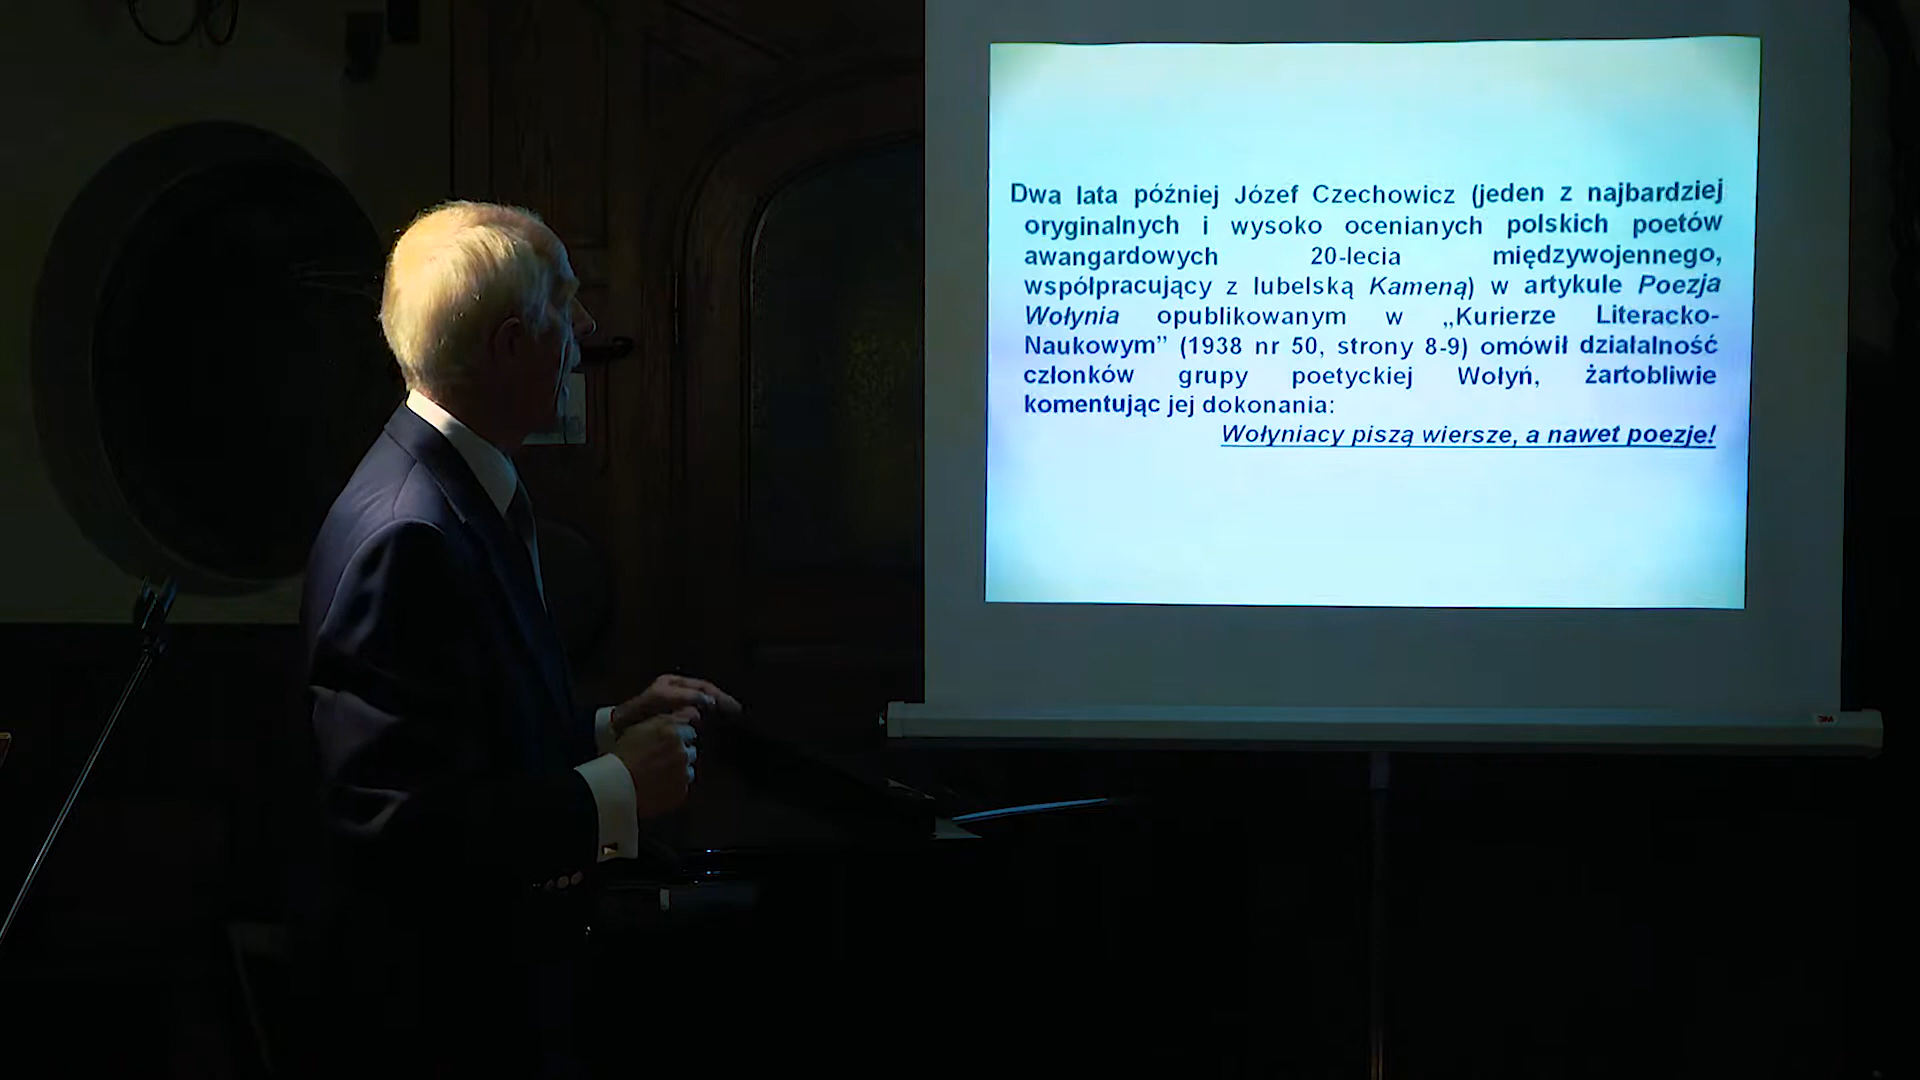 Dwa lata później Józef Czechowicz (jeden z najbardziej
oryginalnych i wysoko ocenianych polskich poetów
awangardowych 20-lecia międzywojennego,
współpracujący z lubelską Kameną) w artykule Poezja
Wołynia opublikowanym w „Kurierze Literacko-
Naukowym” (1938 nr 50, strony 8-9) omówił działalność
członków grupy poetyckiej Wołyń, żartobliwie
komentując jej dokonania:
Wołyniacy piszą wiersze, a nawet poezje!
3M